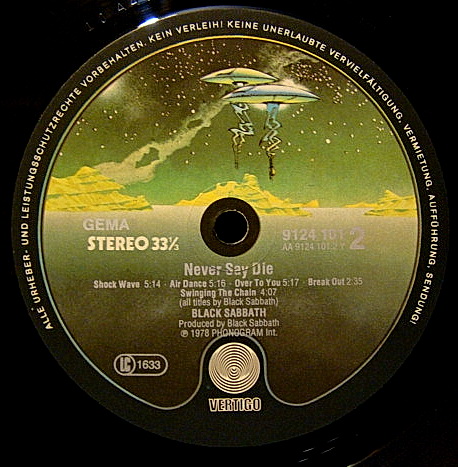 ALLE URHEBER- UND LEISTUNGSSCHUTZRECHTE VORBEHALTEN. KEIN VERLEIH! KEINE UNERLAUBTE VERVIELFÄLTIGUNG, VERMIETUNG, AUFFÜHRUNG, SENDUNG!
GEMA
STEREO 33⅓
9124 101 2
AA 9124 101.2 Y
Never Say Die
Shock Wave 5:14 · Air Dance 5:16 · Over To You 5:17 · Break Out 2:35
Swinging The Chain 4:07
(all titles by Black Sabbath)
BLACK SABBATH
Produced by Black Sabbath
℗ 1978 PHONOGRAM Int.
LC 1633
VERTIGO